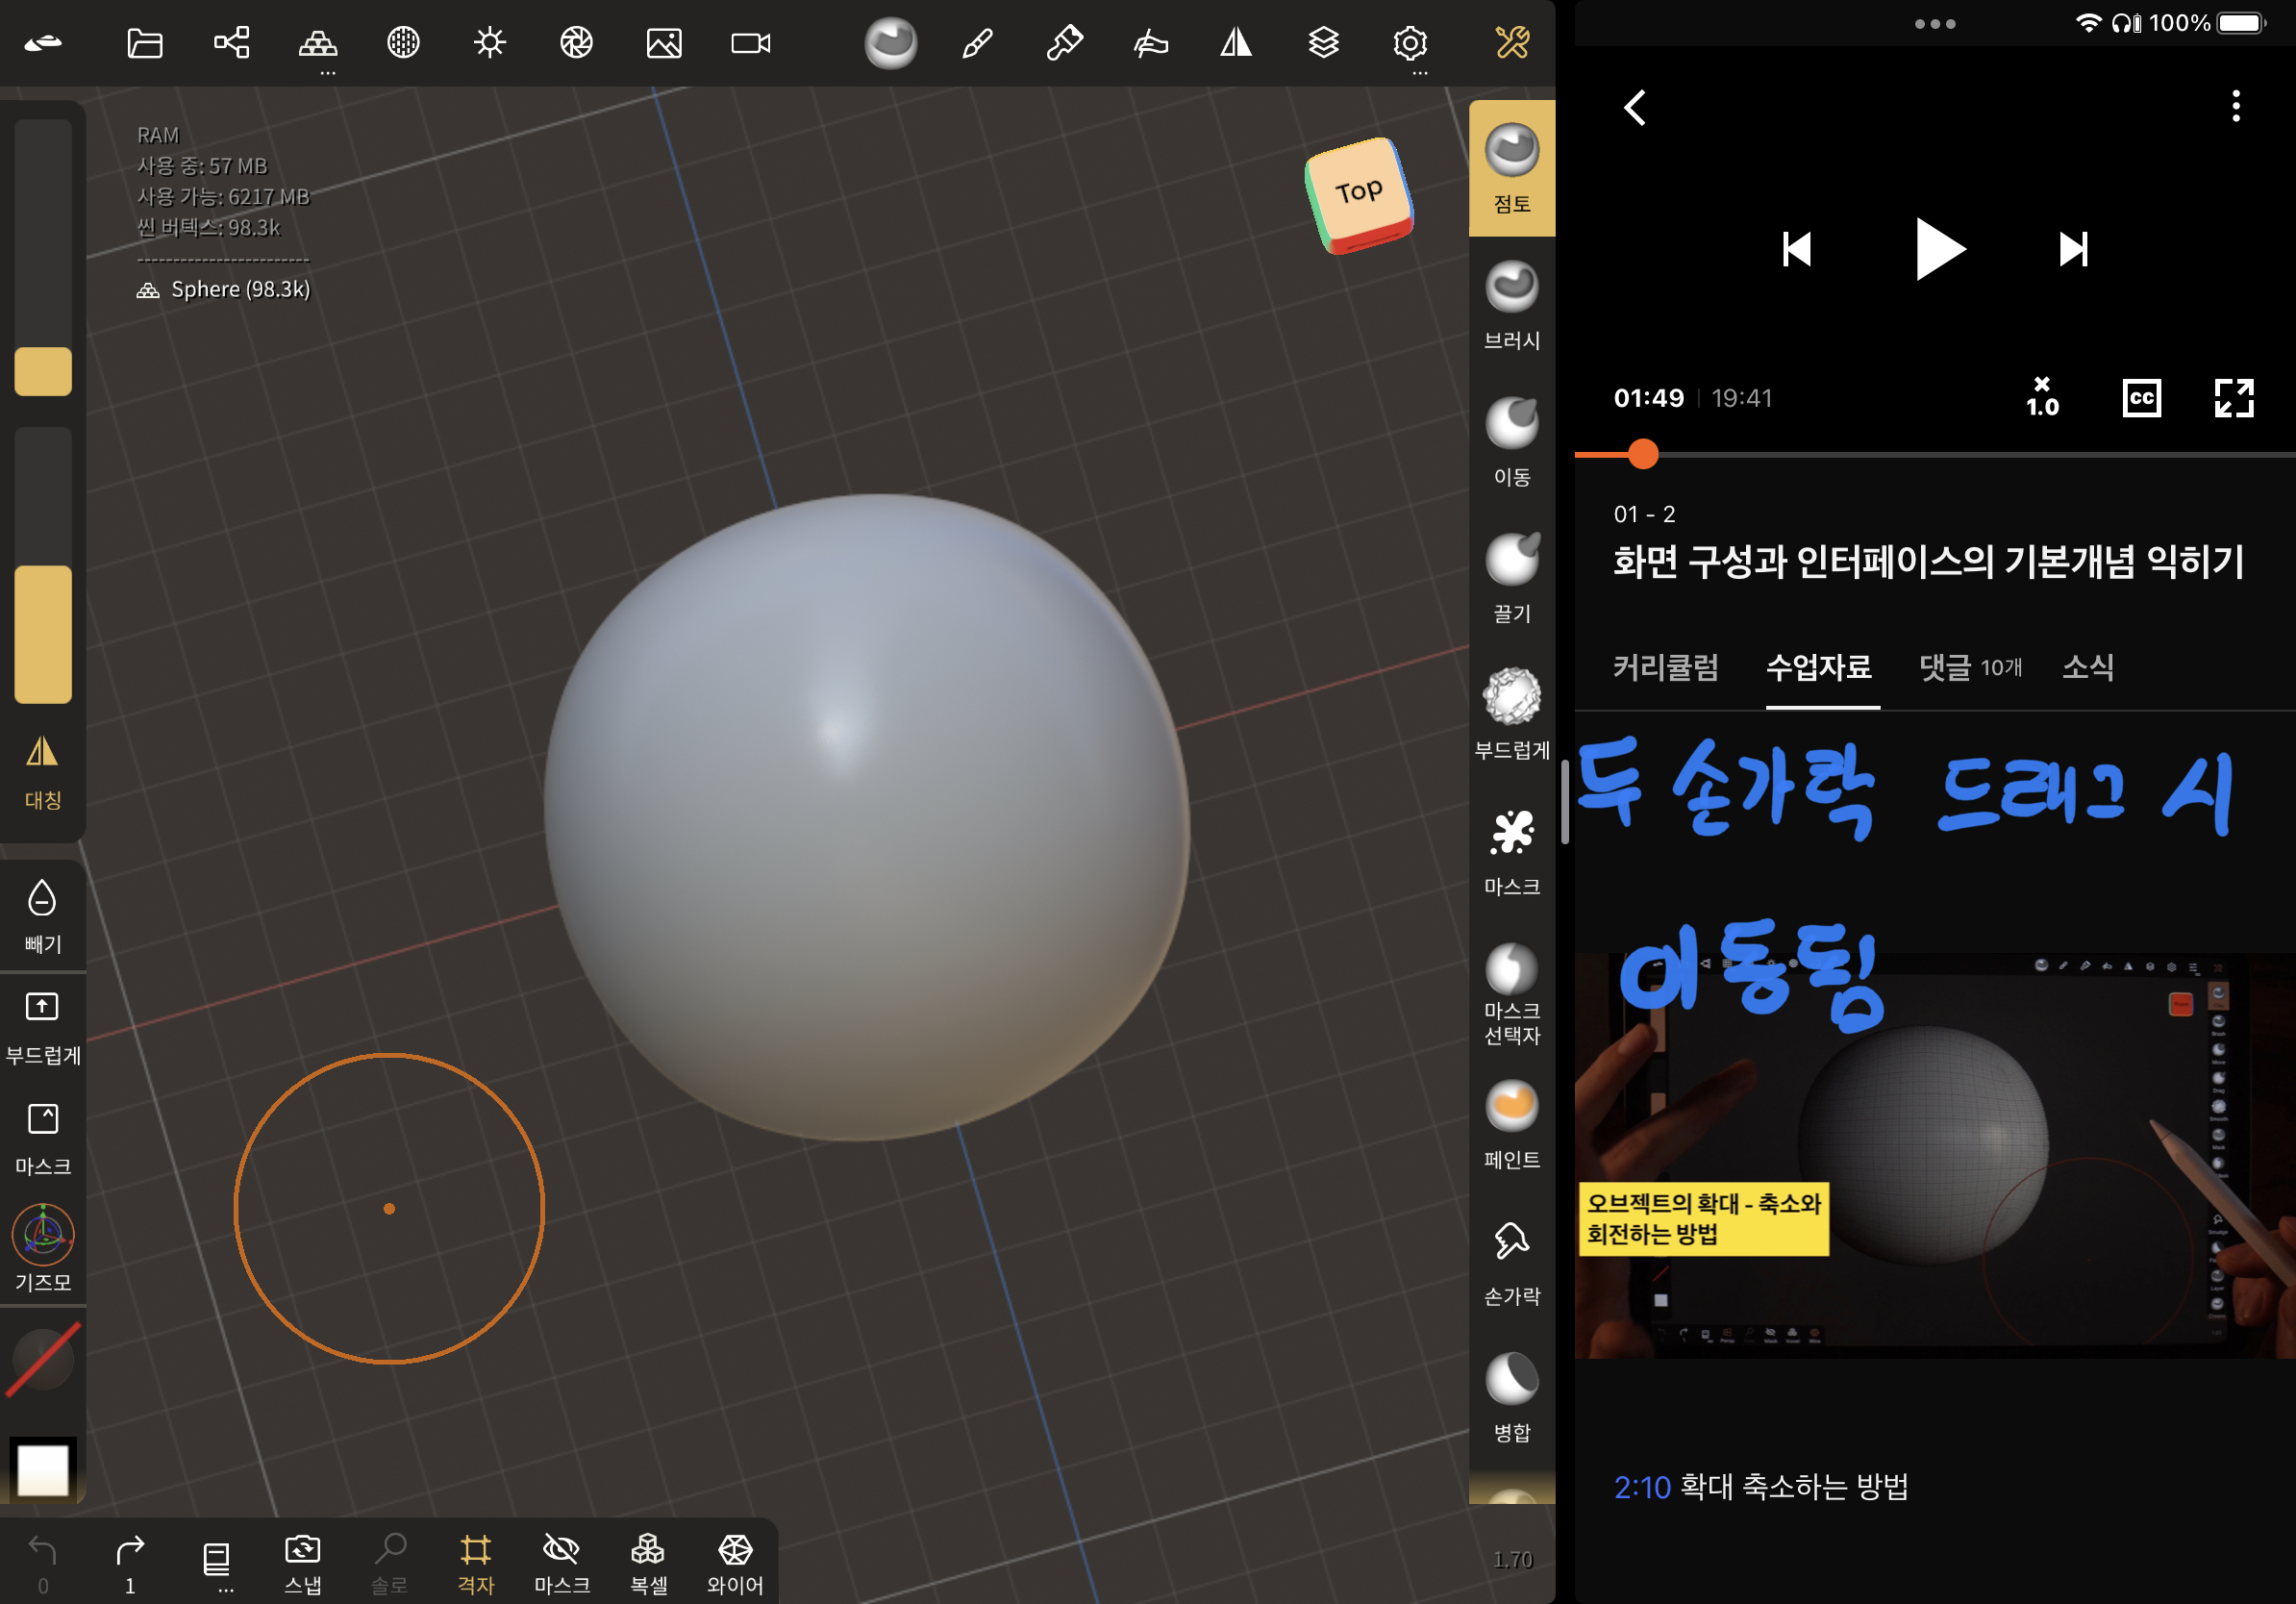 RAM
사용 중: 57 MB
사용 가능: 6217 MB
씬 버텍스: 98.3k
------------------------
Sphere (98.3k)
Top
대칭
빼기
부드럽게
마스크
기즈모
점토
브러시
이동
끌기
부드럽게
마스크
마스크
선택자
페인트
손가락
병합
0
1
스냅
솔로
격자
마스크
복셀
와이어
1.70
100%
01:49 | 19:41
×
1.0
CC
01 - 2
화면 구성과 인터페이스의 기본개념 익히기
커리큘럼 수업자료 댓글 10개 소식
두 손가락 드래그 시
이동됨
오브젝트의 확대 - 축소와
회전하는 방법
2:10 확대 축소하는 방법